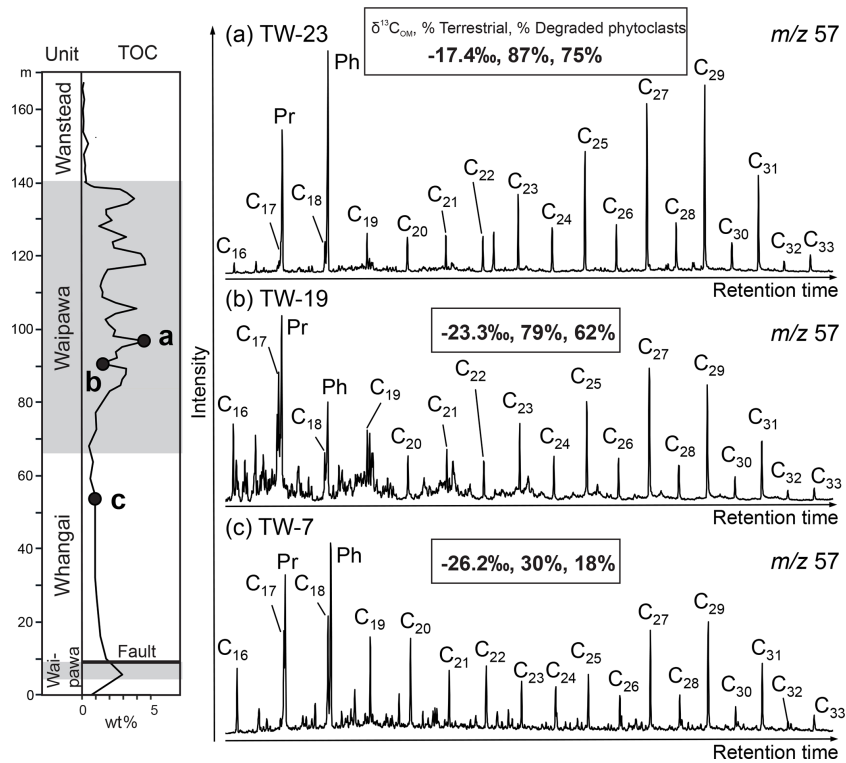 Unit TOC
m
160
140
120
100
80
60
40
20
0
Wanstead
Waipawa
Whangai
Wai-
pawa
Fault
a
b
c
0 5
wt%
Intensity
(a) TW-23
δ¹³C_OM, % Terrestrial, % Degraded phytoclasts
-17.4‰, 87%, 75%
m/z 57
C₁₆
C₁₇
Pr
C₁₈
Ph
C₁₉
C₂₀
C₂₁
C₂₂
C₂₃
C₂₄
C₂₅
C₂₆
C₂₇
C₂₈
C₂₉
C₃₀
C₃₁
C₃₂
C₃₃
Retention time
(b) TW-19
-23.3‰, 79%, 62%
m/z 57
C₁₆
C₁₇
Pr
C₁₈
Ph
C₁₉
C₂₀
C₂₁
C₂₂
C₂₃
C₂₄
C₂₅
C₂₆
C₂₇
C₂₈
C₂₉
C₃₀
C₃₁
C₃₂
C₃₃
Retention time
(c) TW-7
-26.2‰, 30%, 18%
m/z 57
C₁₆
C₁₇
Pr
C₁₈
Ph
C₁₉
C₂₀
C₂₁
C₂₂
C₂₃
C₂₄
C₂₅
C₂₆
C₂₇
C₂₈
C₂₉
C₃₀
C₃₁
C₃₂
C₃₃
Retention time